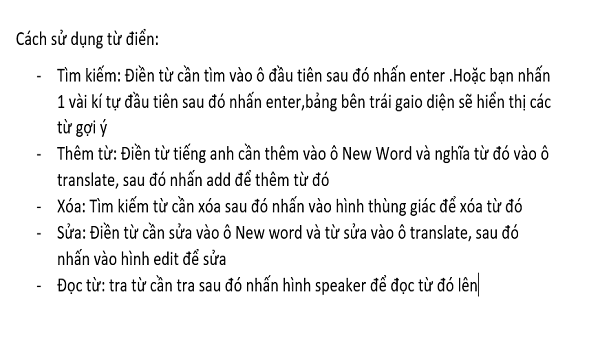 Cách sử dụng từ điển:
- Tìm kiếm: Điền từ cần tìm vào ô đầu tiên sau đó nhấn enter .Hoặc bạn nhấn
1 vài kí tự đầu tiên sau đó nhấn enter,bảng bên trái gaio diện sẽ hiển thị các
từ gợi ý
- Thêm từ: Điền từ tiếng anh cần thêm vào ô New Word và nghĩa từ đó vào ô
translate, sau đó nhấn add để thêm từ đó
- Xóa: Tìm kiếm từ cần xóa sau đó nhấn vào hình thùng giác để xóa từ đó
- Sửa: Điền từ cần sửa vào ô New word và từ sửa vào ô translate, sau đó
nhấn vào hình edit để sửa
- Đọc từ: tra từ cần tra sau đó nhấn hình speaker để đọc từ đó lên